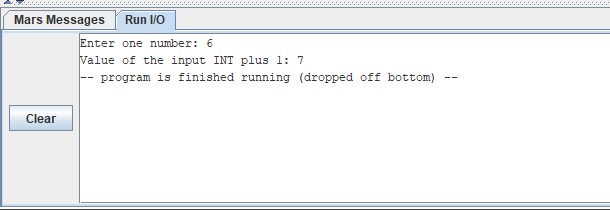 Mars Messages Run I/O
Enter one number: 6
Value of the input INT plus 1: 7
-- program is finished running (dropped off bottom) --
Clear